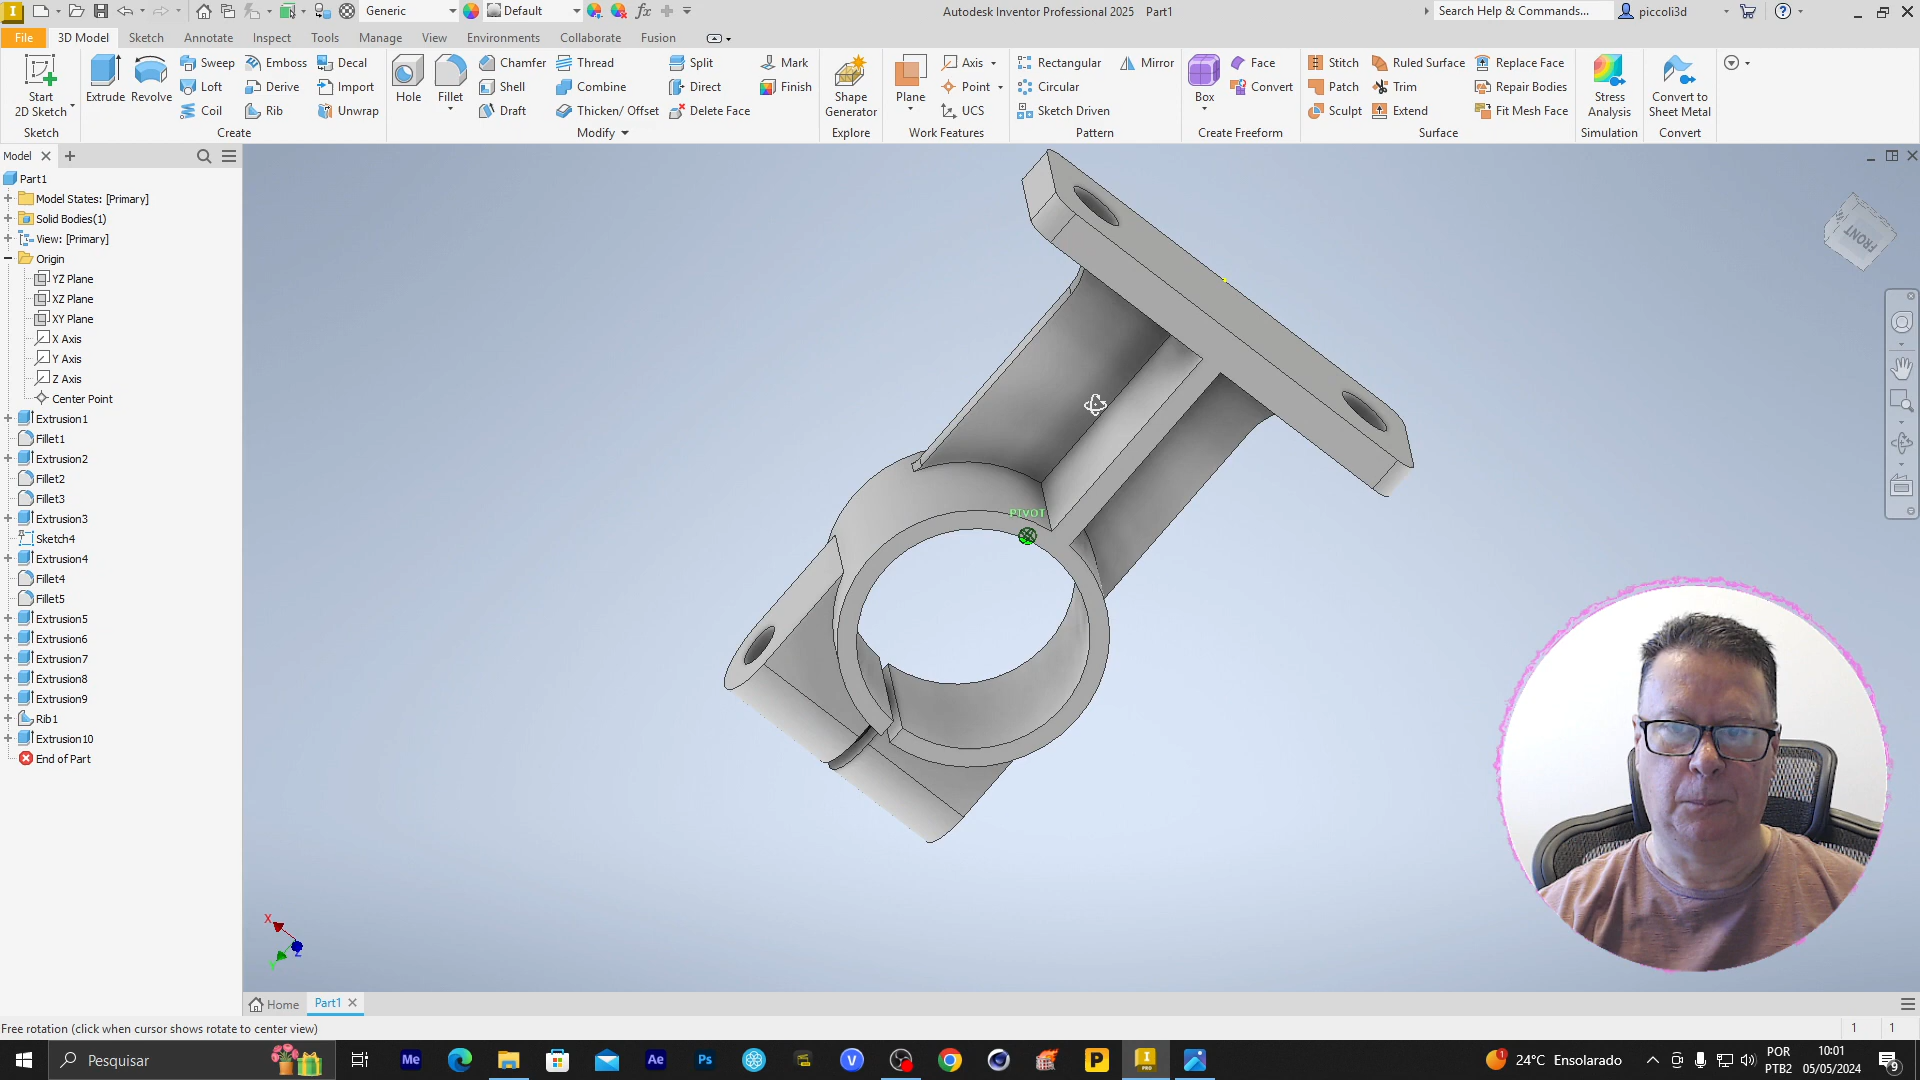 Generic
Default
Autodesk Inventor Professional 2025 Part1
Search Help & Commands...
piccoli3d
File
3D Model
Sketch
Annotate
Inspect
Tools
Manage
View
Environments
Collaborate
Fusion
Start
2D Sketch
Extrude
Revolve
Sweep
Loft
Coil
Emboss
Derive
Rib
Decal
Import
Unwrap
Hole
Fillet
Chamfer
Shell
Draft
Thread
Combine
Thicken/ Offset
Split
Direct
Delete Face
Mark
Finish
Shape
Generator
Plane
Axis
Point
UCS
Rectangular
Circular
Sketch Driven
Mirror
Box
Face
Convert
Stitch
Patch
Sculpt
Ruled Surface
Trim
Extend
Replace Face
Repair Bodies
Fit Mesh Face
Stress
Analysis
Convert to
Sheet Metal
Sketch
Create
Modify
Explore
Work Features
Pattern
Create Freeform
Surface
Simulation
Convert
Model
Part1
Model States: [Primary]
Solid Bodies(1)
View: [Primary]
Origin
YZ Plane
XZ Plane
XY Plane
X Axis
Y Axis
Z Axis
Center Point
Extrusion1
Fillet1
Extrusion2
Fillet2
Fillet3
Extrusion3
Sketch4
Extrusion4
Fillet4
Fillet5
Extrusion5
Extrusion6
Extrusion7
Extrusion8
Extrusion9
Rib1
Extrusion10
End of Part
FRONT
PIVOT
X
Y
Z
Home
Part1
Free rotation (click when cursor shows rotate to center view)
1
1
Pesquisar
Me
Ae
Ps
V
P
I
PRO
1
24°C Ensolarado
POR
PTB2
10:01
05/05/2024
9